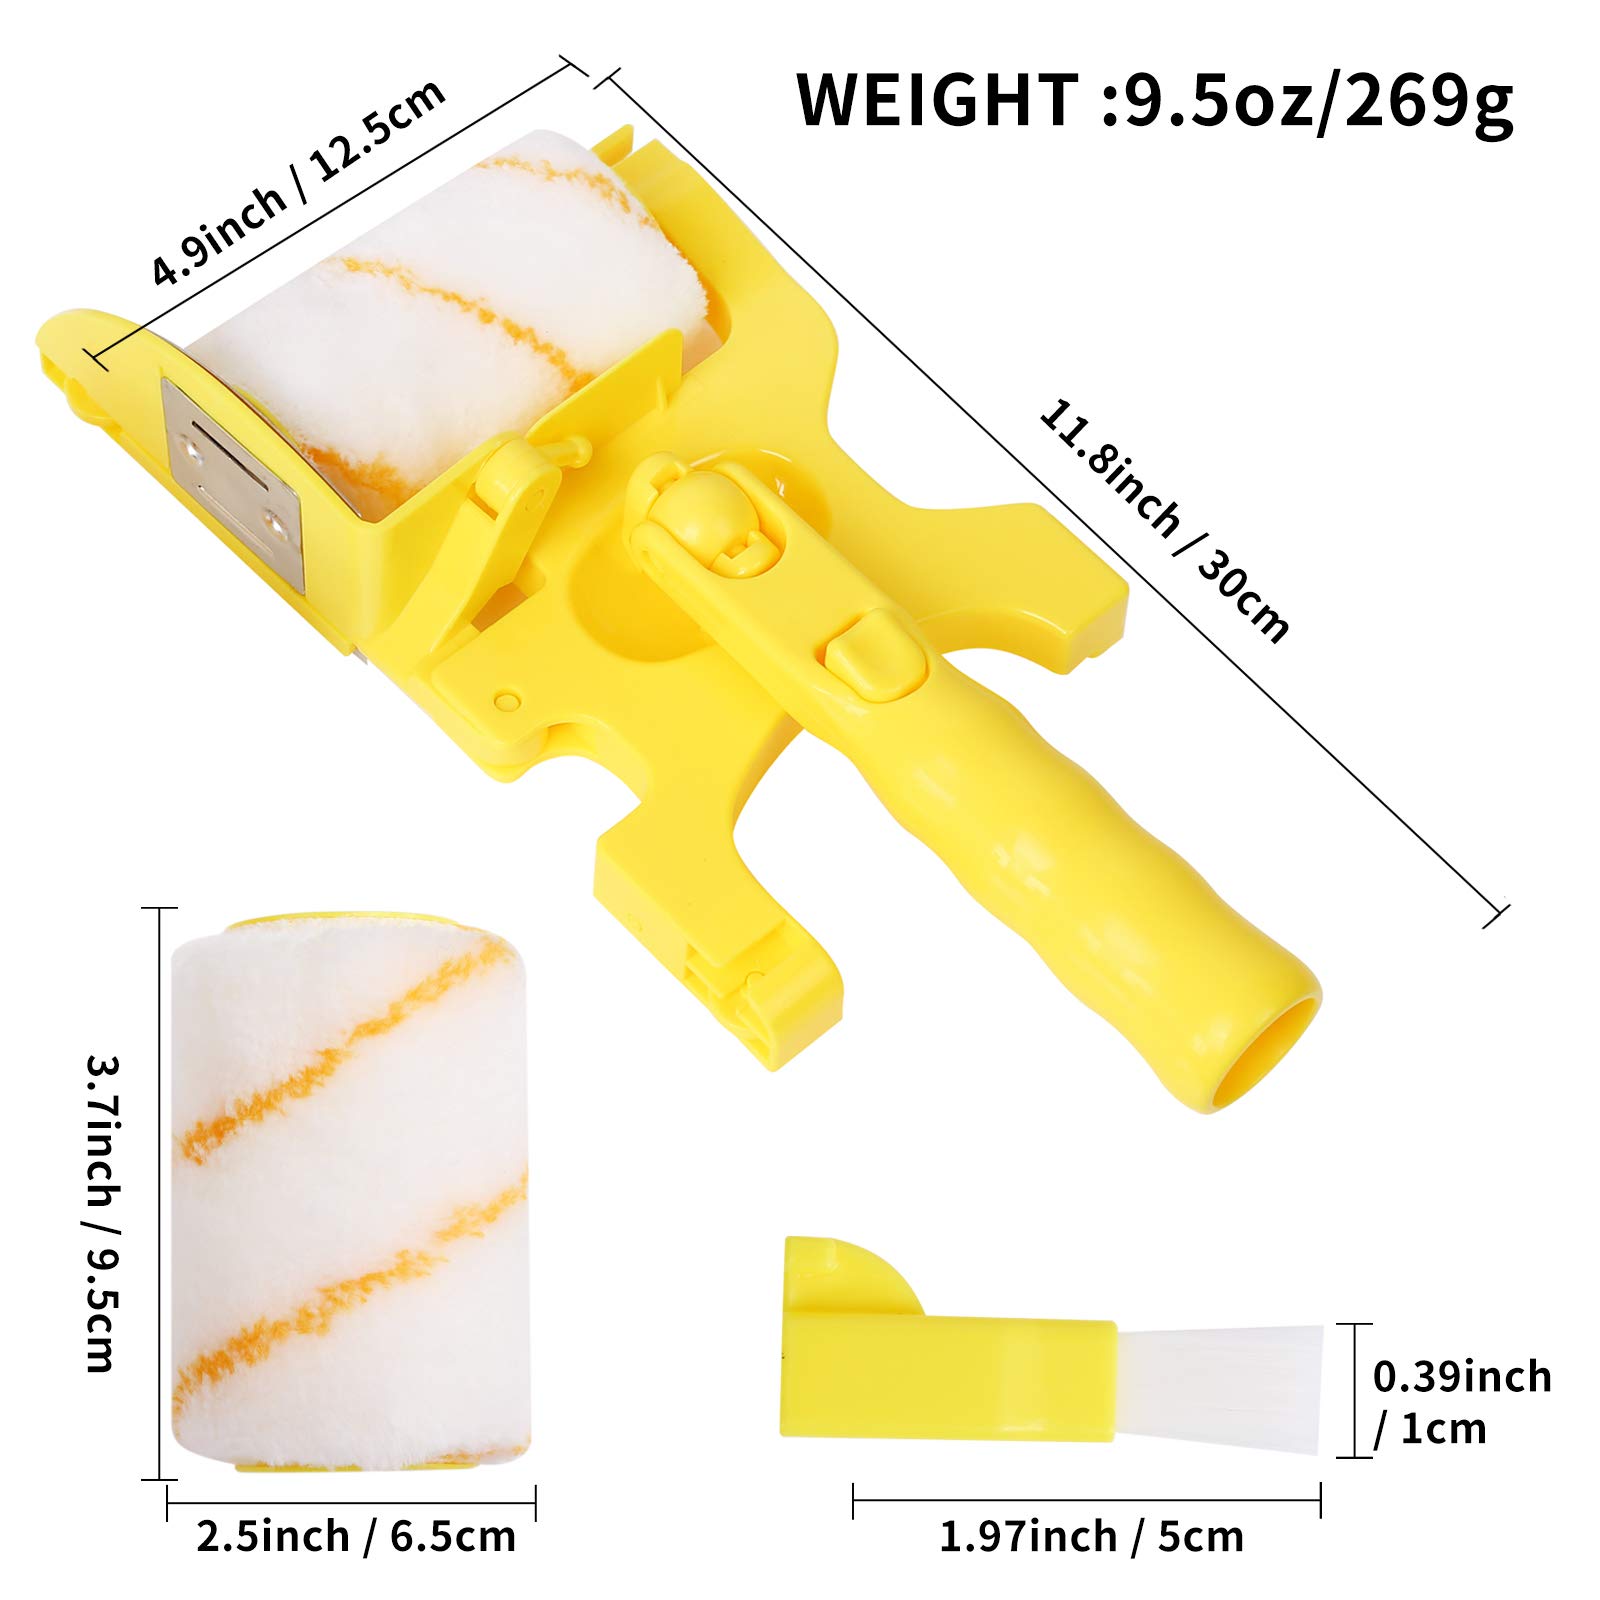 WEIGHT :9.5oz/269g
4.9inch / 12.5cm
11.8inch / 30cm
3.7inch / 9.5cm
2.5inch / 6.5cm
0.39inch
/ 1cm
1.97inch / 5cm